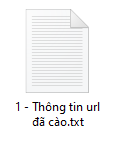 1 - Thông tin url
đã cào.txt